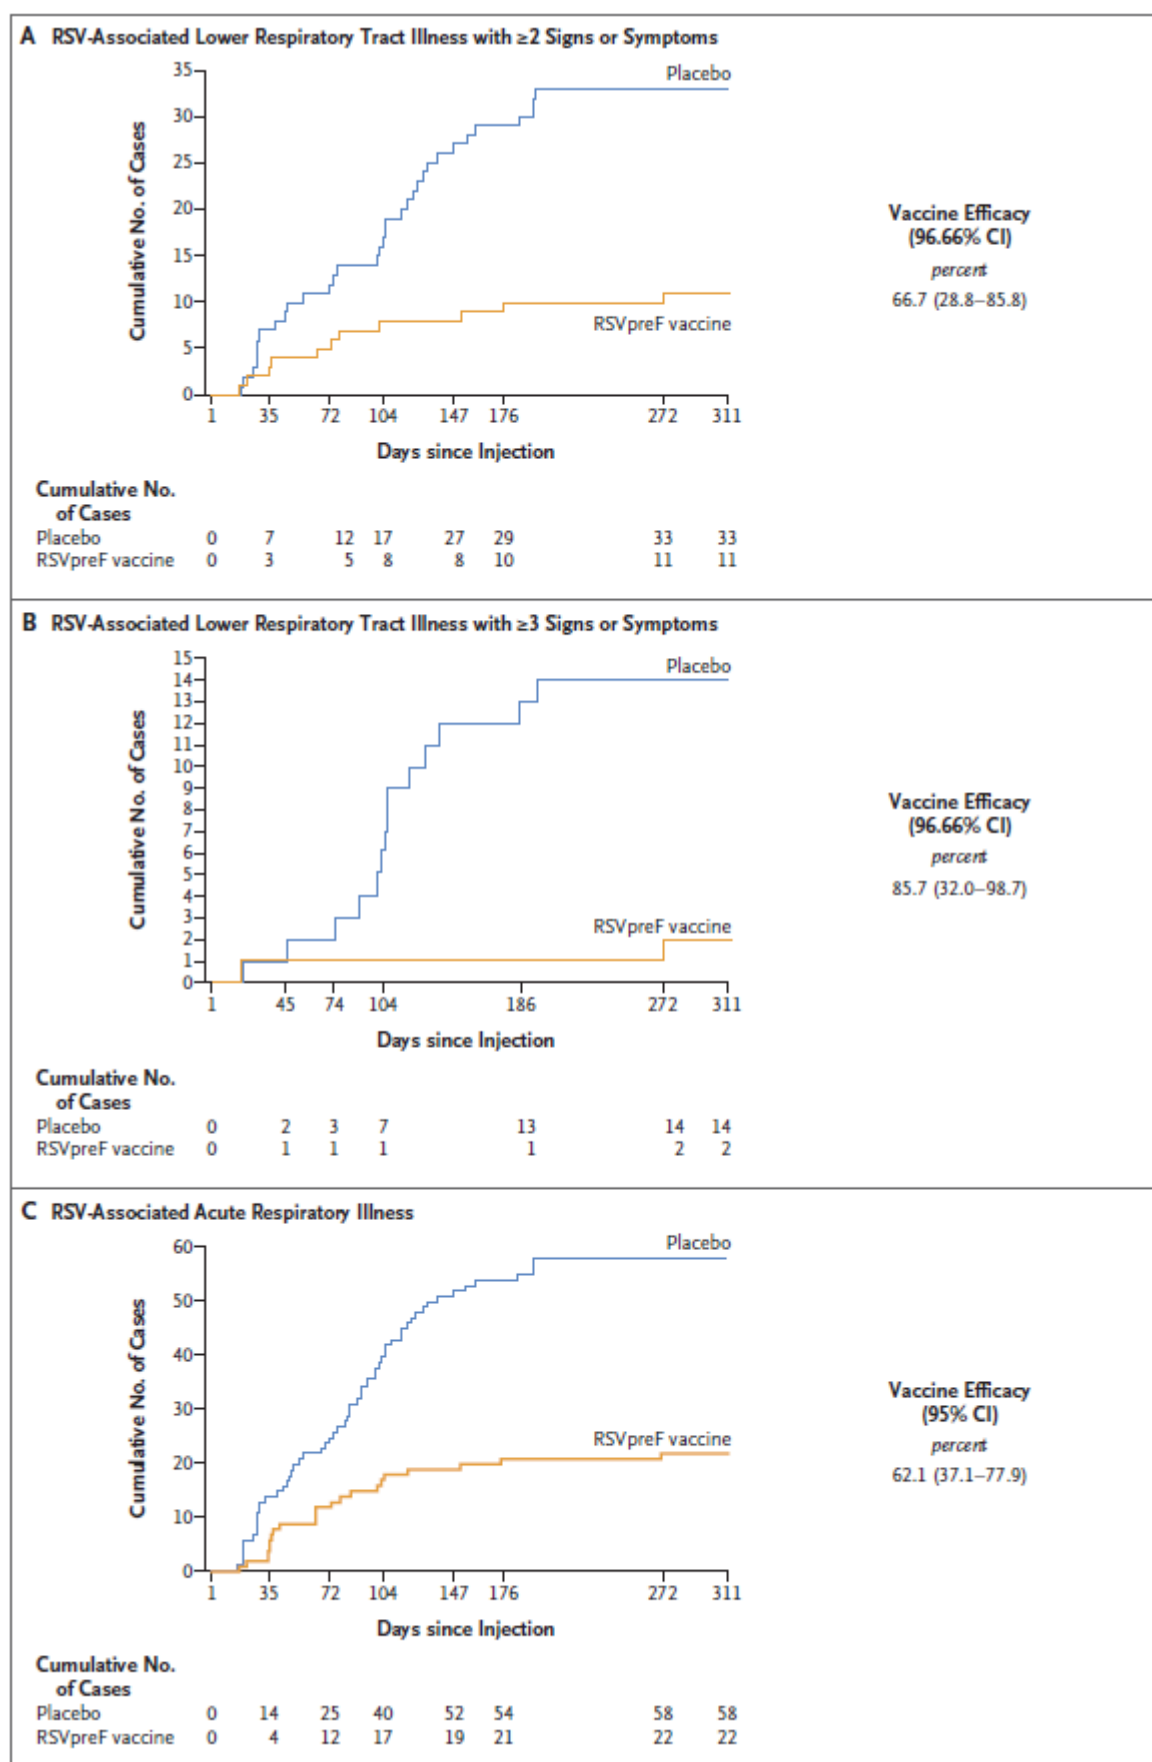 A RSV-Associated Lower Respiratory Tract Illness with ≥2 Signs or Symptoms
35
30
25
20
15
10
5
0
Cumulative No. of Cases
Placebo
RSVpreF vaccine
1 35 72 104 147 176 272 311
Days since Injection
Vaccine Efficacy
(96.66% CI)
percent
66.7 (28.8–85.8)
Cumulative No.
of Cases
Placebo 0 7 12 17 27 29 33 33
RSVpreF vaccine 0 3 5 8 8 10 11 11
B RSV-Associated Lower Respiratory Tract Illness with ≥3 Signs or Symptoms
15
14
13
12
11
10
9
8
7
6
5
4
3
2
1
0
Cumulative No. of Cases
Placebo
RSVpreF vaccine
1 45 74 104 186 272 311
Days since Injection
Vaccine Efficacy
(96.66% CI)
percent
85.7 (32.0–98.7)
Cumulative No.
of Cases
Placebo 0 2 3 7 13 14 14
RSVpreF vaccine 0 1 1 1 1 2 2
C RSV-Associated Acute Respiratory Illness
60
50
40
30
20
10
0
Cumulative No. of Cases
Placebo
RSVpreF vaccine
1 35 72 104 147 176 272 311
Days since Injection
Vaccine Efficacy
(95% CI)
percent
62.1 (37.1–77.9)
Cumulative No.
of Cases
Placebo 0 14 25 40 52 54 58 58
RSVpreF vaccine 0 4 12 17 19 21 22 22